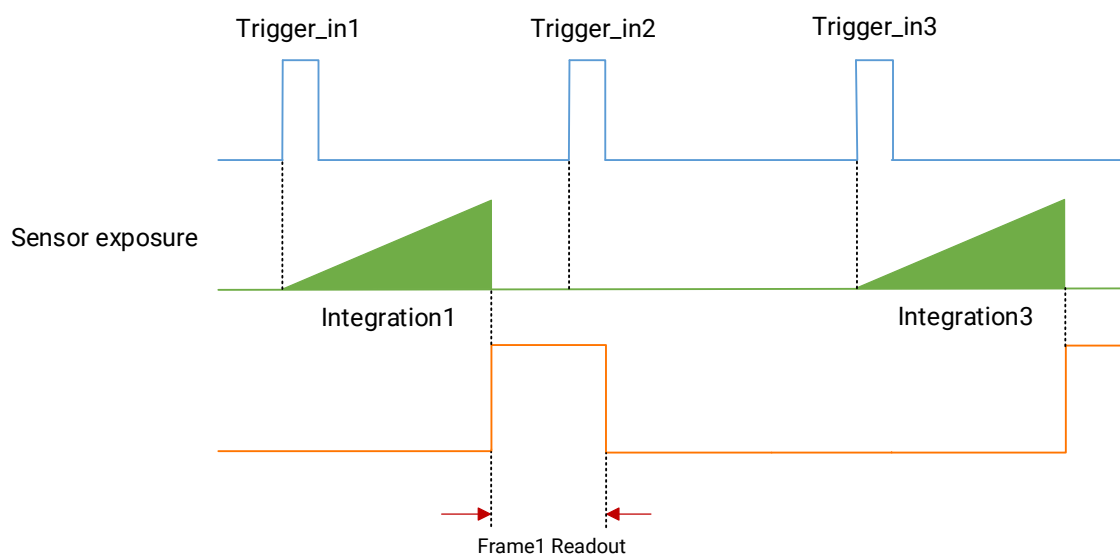 Trigger_in1
Trigger_in2
Trigger_in3
Sensor exposure
Integration1
Integration3
Frame1 Readout